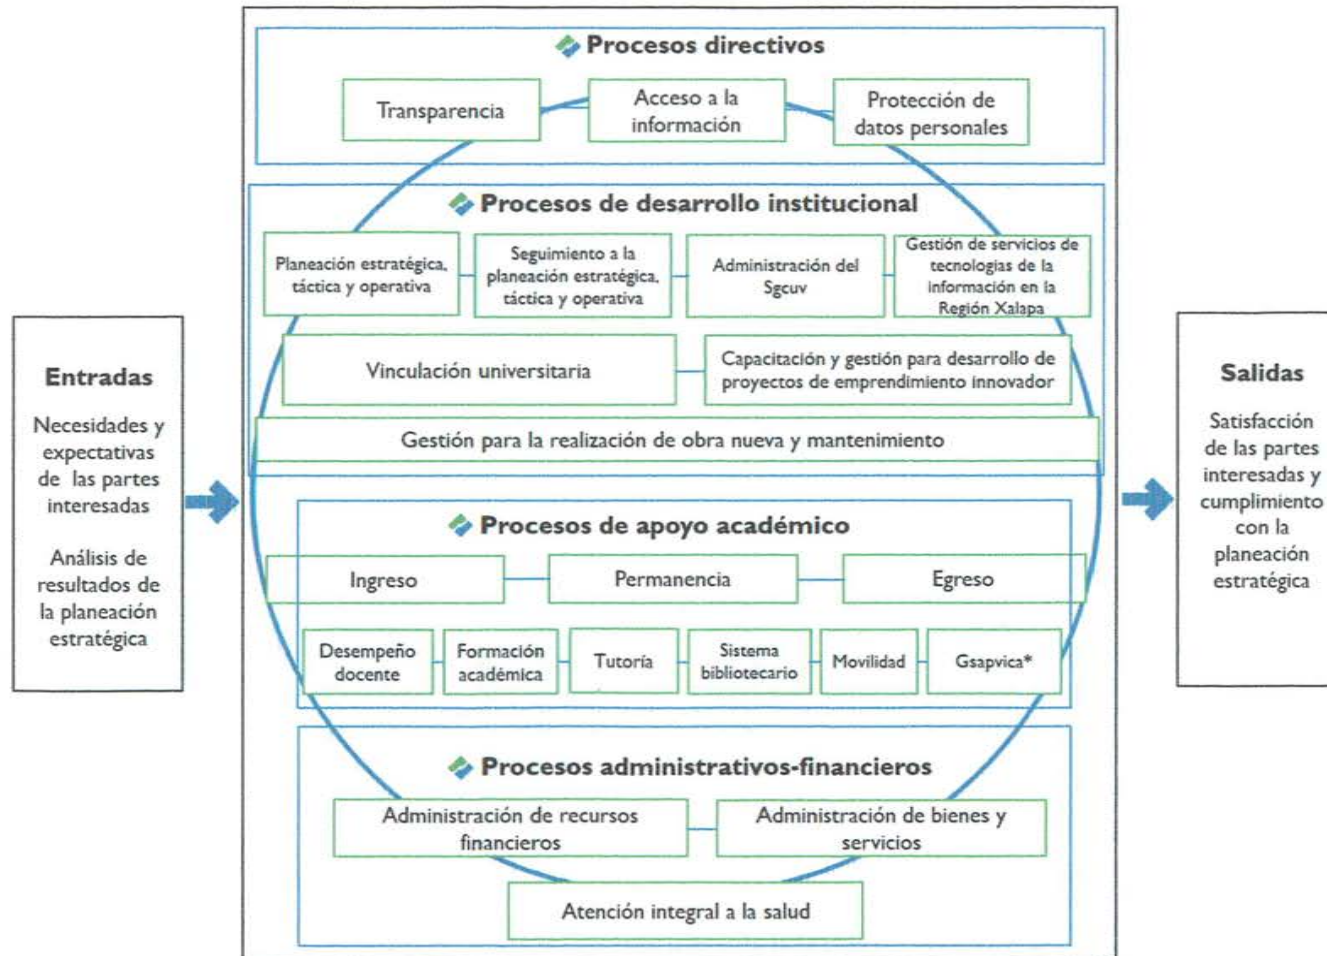 Procesos directivos
Transparencia
Acceso a la
información
Protección de
datos personales
Procesos de desarrollo institucional
Planeación estratégica,
táctica y operativa
Seguimiento a la
planeación estratégica,
táctica y operativa
Administración del
Sgcuv
Gestión de servicios de
tecnologías de la
información en la
Región Xalapa
Vinculación universitaria
Capacitación y gestión para desarrollo de
proyectos de emprendimiento innovador
Gestión para la realización de obra nueva y mantenimiento
Entradas
Necesidades y
expectativas
de las partes
interesadas
Análisis de
resultados de
la planeación
estratégica
Procesos de apoyo académico
Ingreso
Permanencia
Egreso
Desempeño
docente
Formación
académica
Tutoría
Sistema
bibliotecario
Movilidad
Gsapvica*
Procesos administrativos-financieros
Administración de recursos
financieros
Administración de bienes y
servicios
Atención integral a la salud
Salidas
Satisfacción
de las partes
interesadas y
cumplimiento
con la
planeación
estratégica